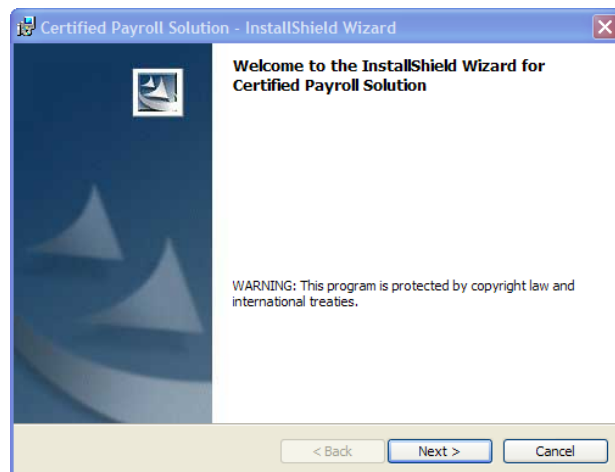 Certified Payroll Solution - InstallShield Wizard
Welcome to the InstallShield Wizard for
Certified Payroll Solution
WARNING: This program is protected by copyright law and
international treaties.
< Back
Next >
Cancel